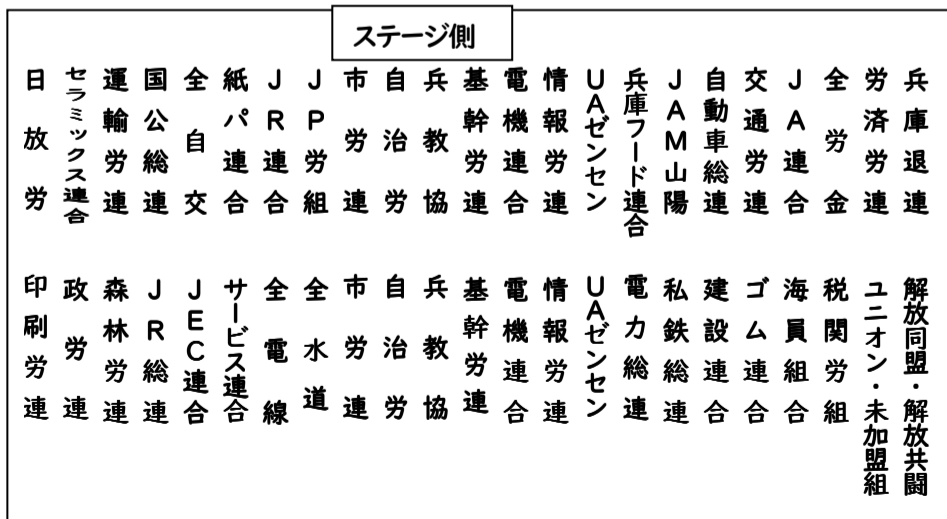 ステージ側
兵庫退連
労済労連
全労金
JA連合
交通労連
自動車総連
JAM山陽
兵庫フード連合
UAゼンセン
情報労連
電機連合
基幹労連
兵教協
自治労
市労連
JP労組
JR連合
紙パ連合
全自交
国公総連
運輸労連
セラミックス連合
日放労
解放同盟・解放共闘
ユニオン・未加盟組
税関労組
海員組合
ゴム連合
建設連合
私鉄総連
電力総連
UAゼンセン
情報労連
電機連合
基幹労連
兵教協
自治労
市労連
全水道
全電線
サービス連合
JEC連合
JR総連
森林労連
政労連
印刷労連